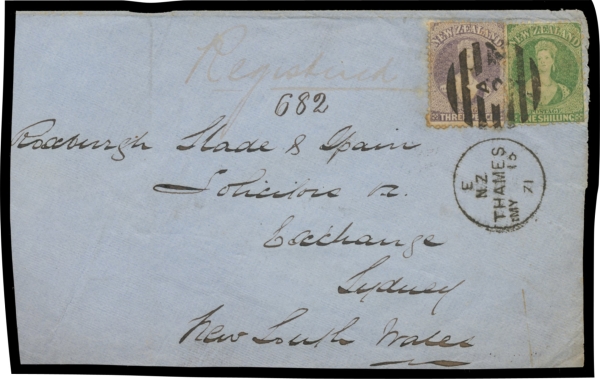 NEW ZEALAND
NEW ZEALAND
THREE PENCE
ONE SHILLING
Registered
682
Roxburgh Slade & Spain
Solicitors &c.
Exchange
Sydney
New South Wales
E
N.Z
THAMES
15
MY 71